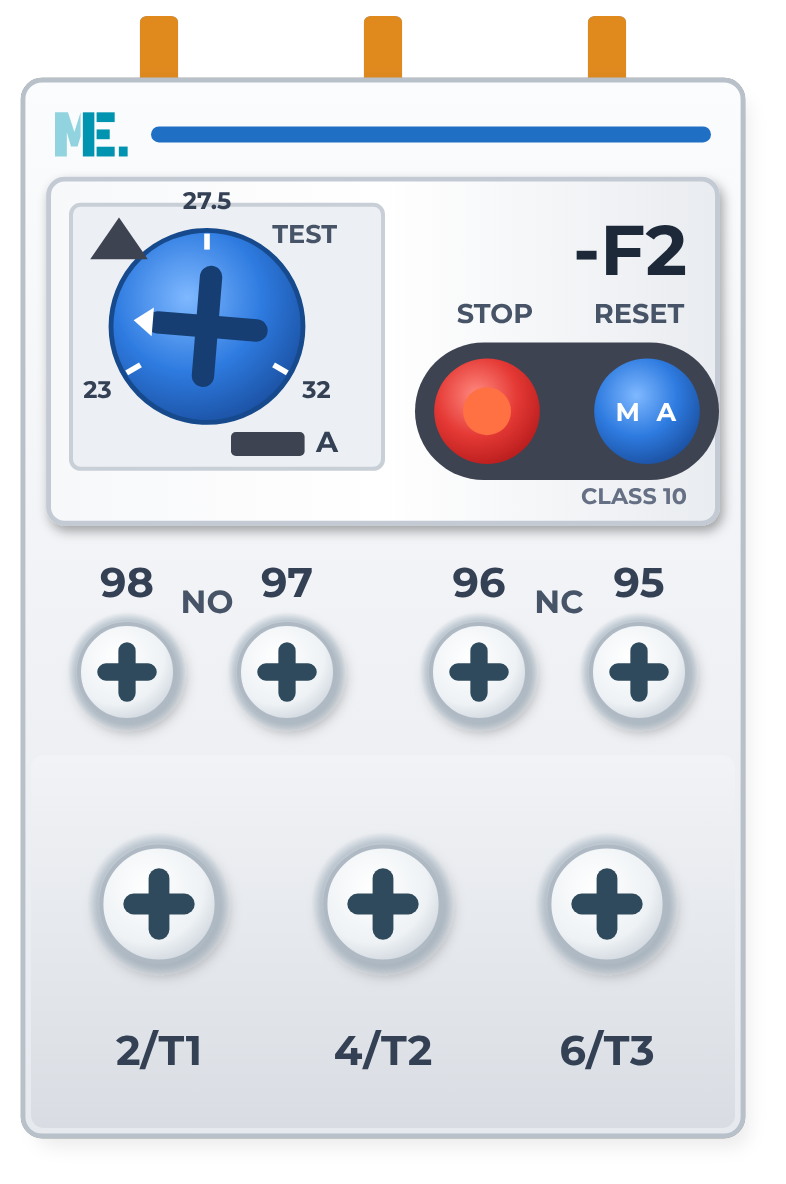 ME.
27.5
TEST
-F2
STOP RESET
23 32
M A
A
CLASS 10
98 NO 97 96 NC 95
2/T1 4/T2 6/T3